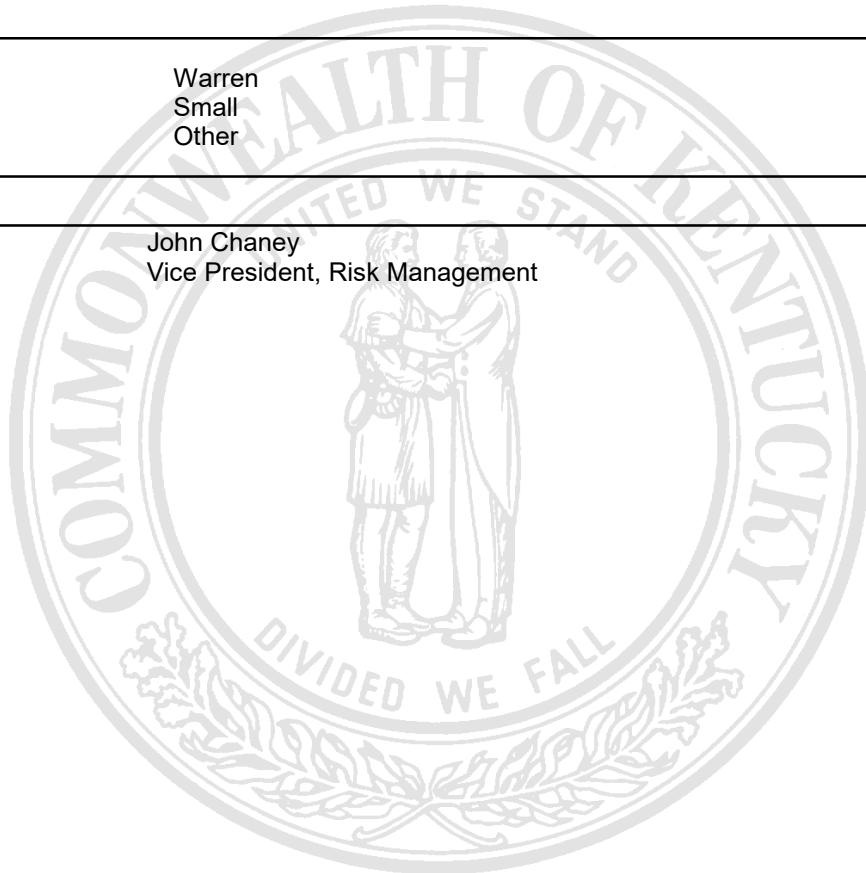 Warren
Small
Other
John Chaney
Vice President, Risk Management
COMMONWEALTH OF KENTUCKY
UNITED WE STAND
DIVIDED WE FALL